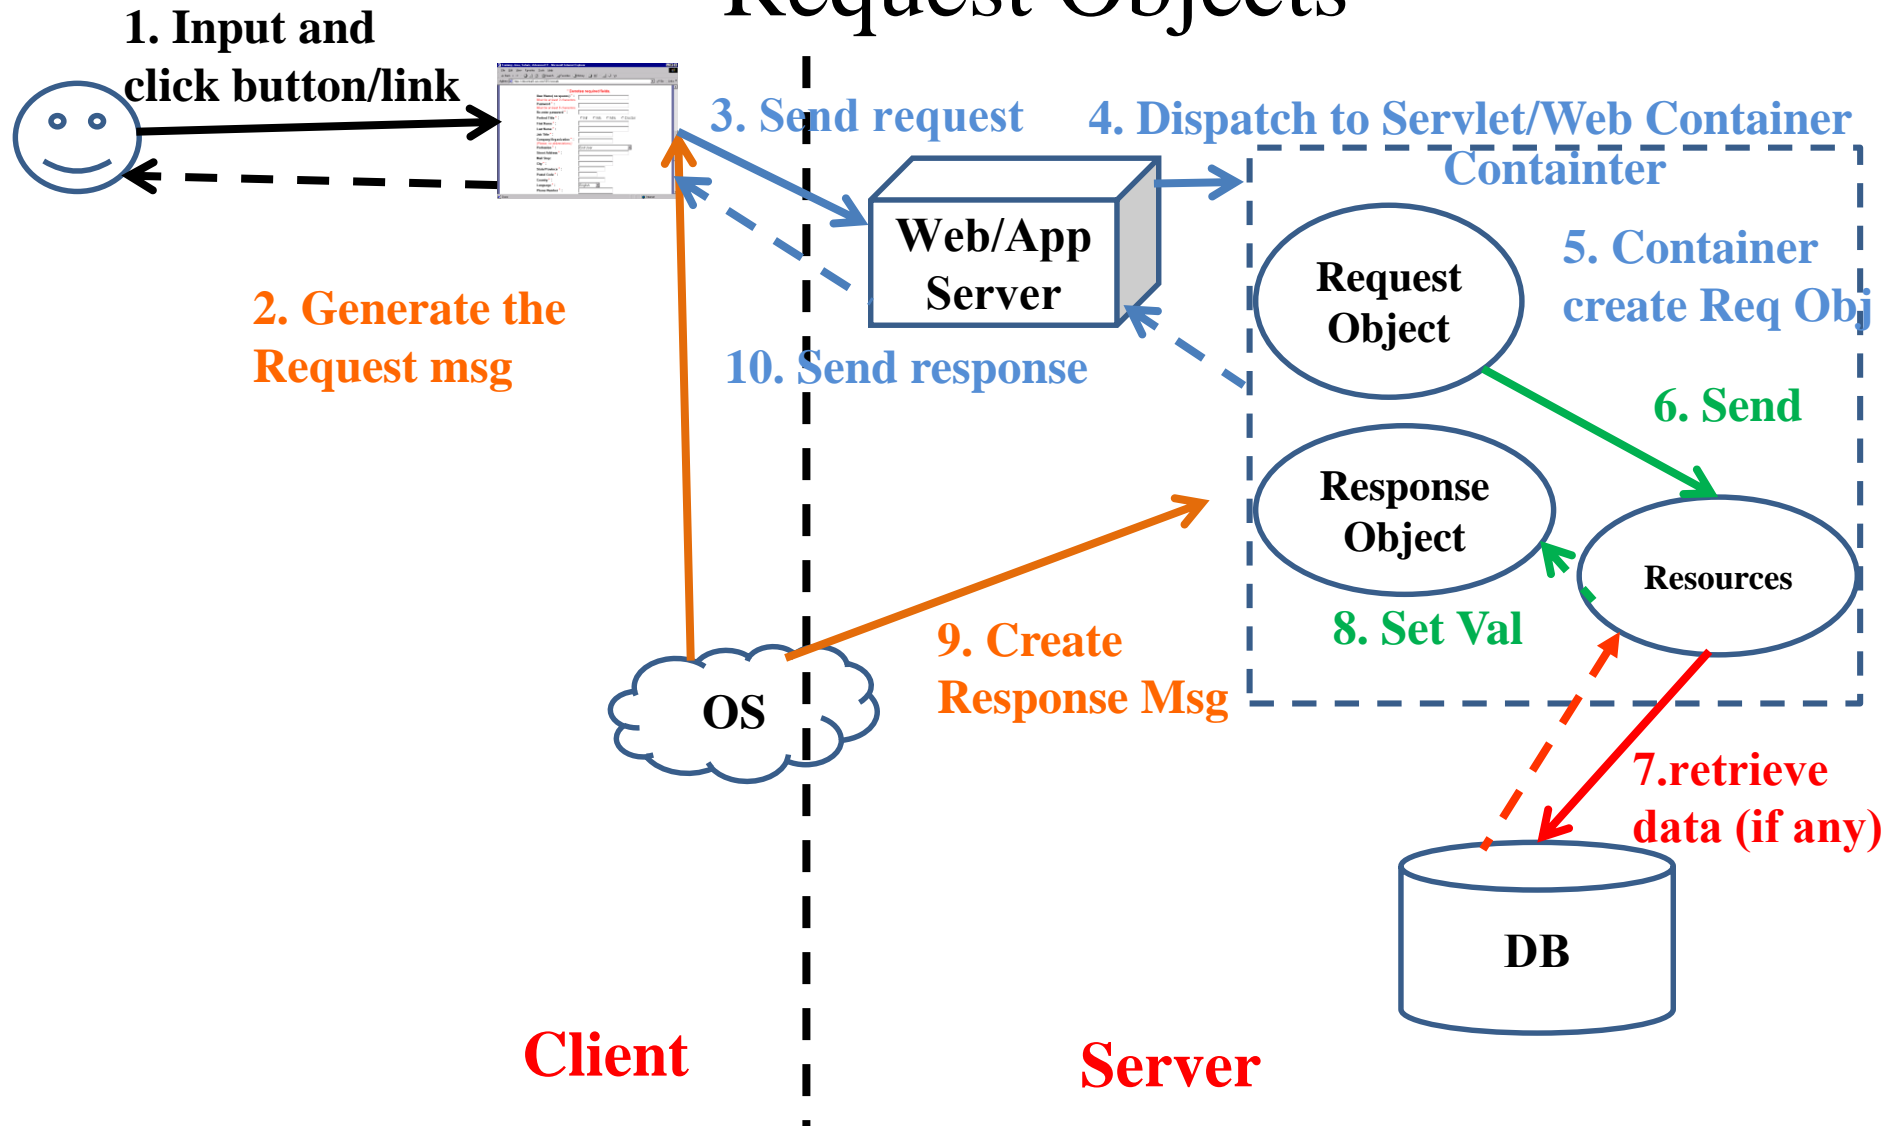 Request Objects
1. Input and
click button/link
3. Send request
4. Dispatch to Servlet/Web Container
Containter
Web/App
Server
Request
Object
5. Container
create Req Obj
2. Generate the
Request msg
10. Send response
6. Send
Response
Object
Resources
8. Set Val
9. Create
Response Msg
OS
7.retrieve
data (if any)
DB
Client
Server